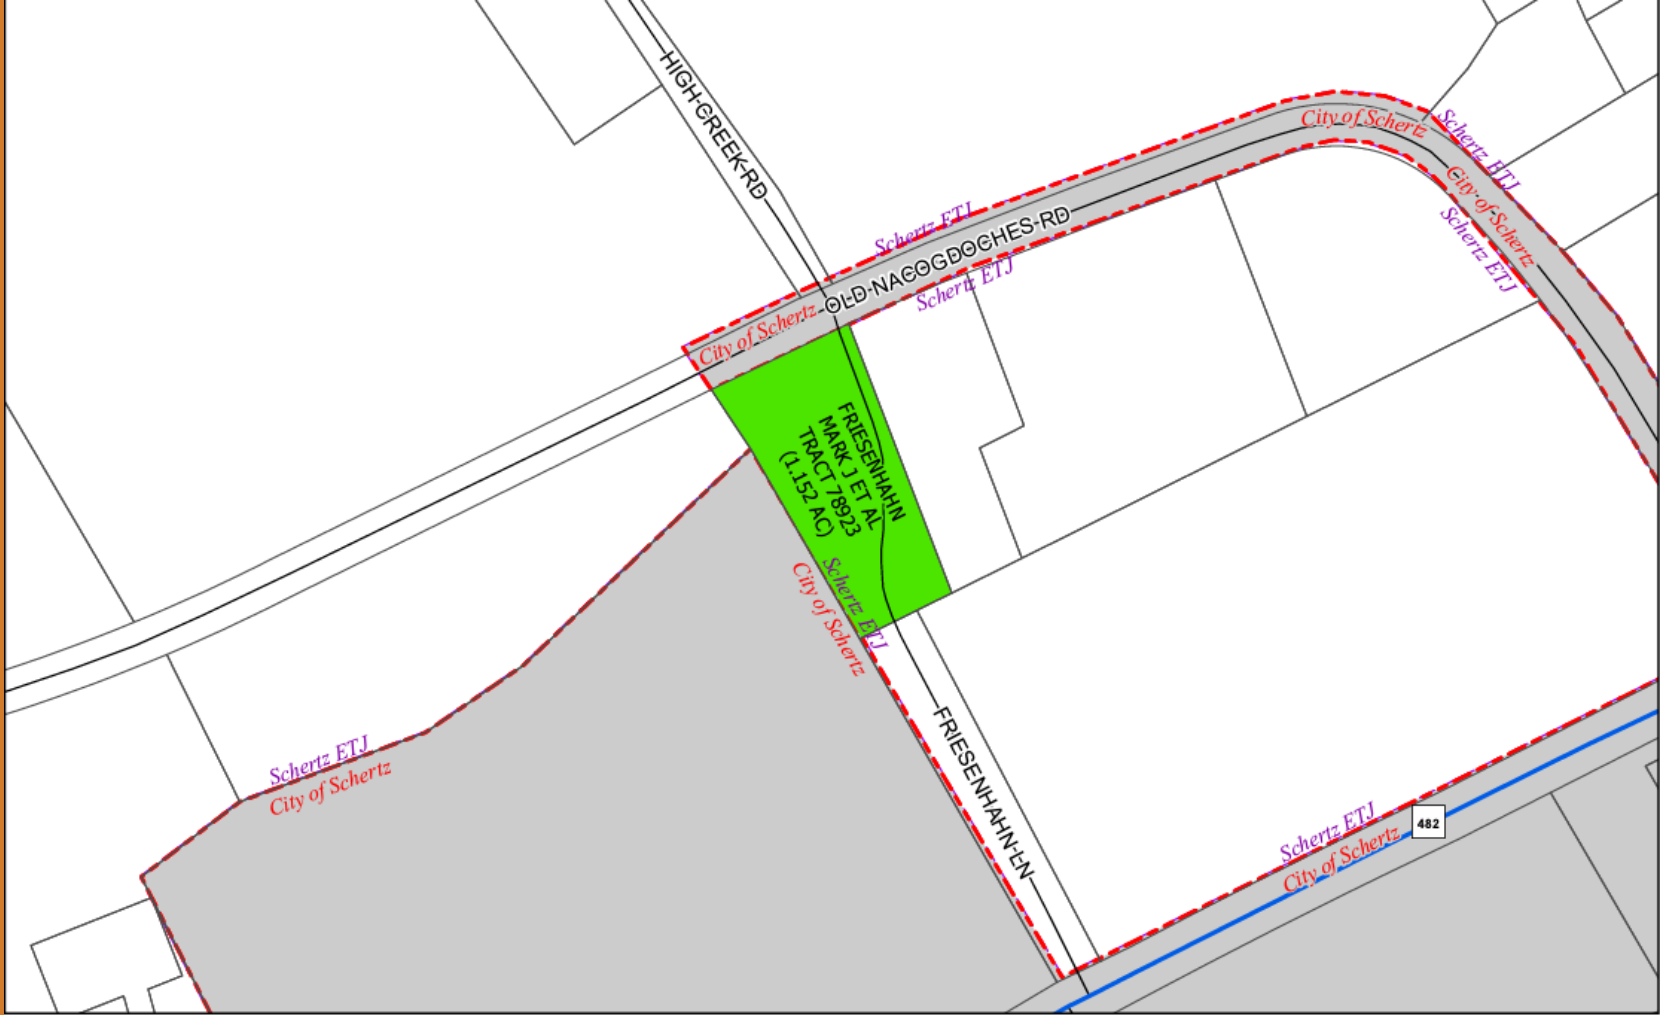 HIGH-CREEK-RD
City of Schertz
Schertz ETJ
City of Schertz
Schertz ETJ
Schertz ETJ
OLD-NACOGDOCHES-RD
Schertz ETJ
City of Schertz
FRIESENHAHN
MARK J ET AL
TRACT 78923
(1.152 AC)
Schertz ETJ
City of Schertz
FRIESENHAHN-LN
Schertz ETJ
City of Schertz
Schertz ETJ
City of Schertz
482